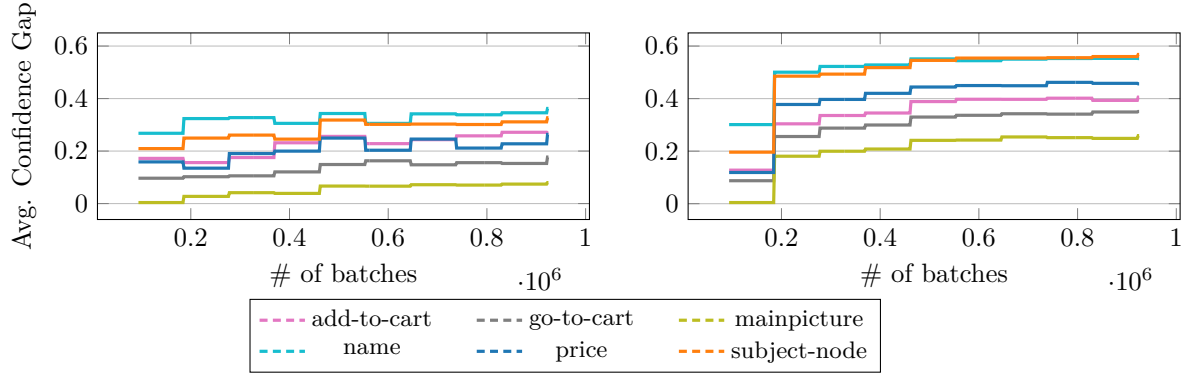 Avg. Confidence Gap
0.6
0.4
0.2
0
0.2 0.4 0.6 0.8 1
# of batches
·10^6
0.6
0.4
0.2
0
0.2 0.4 0.6 0.8 1
# of batches
·10^6
add-to-cart go-to-cart mainpicture
name price subject-node